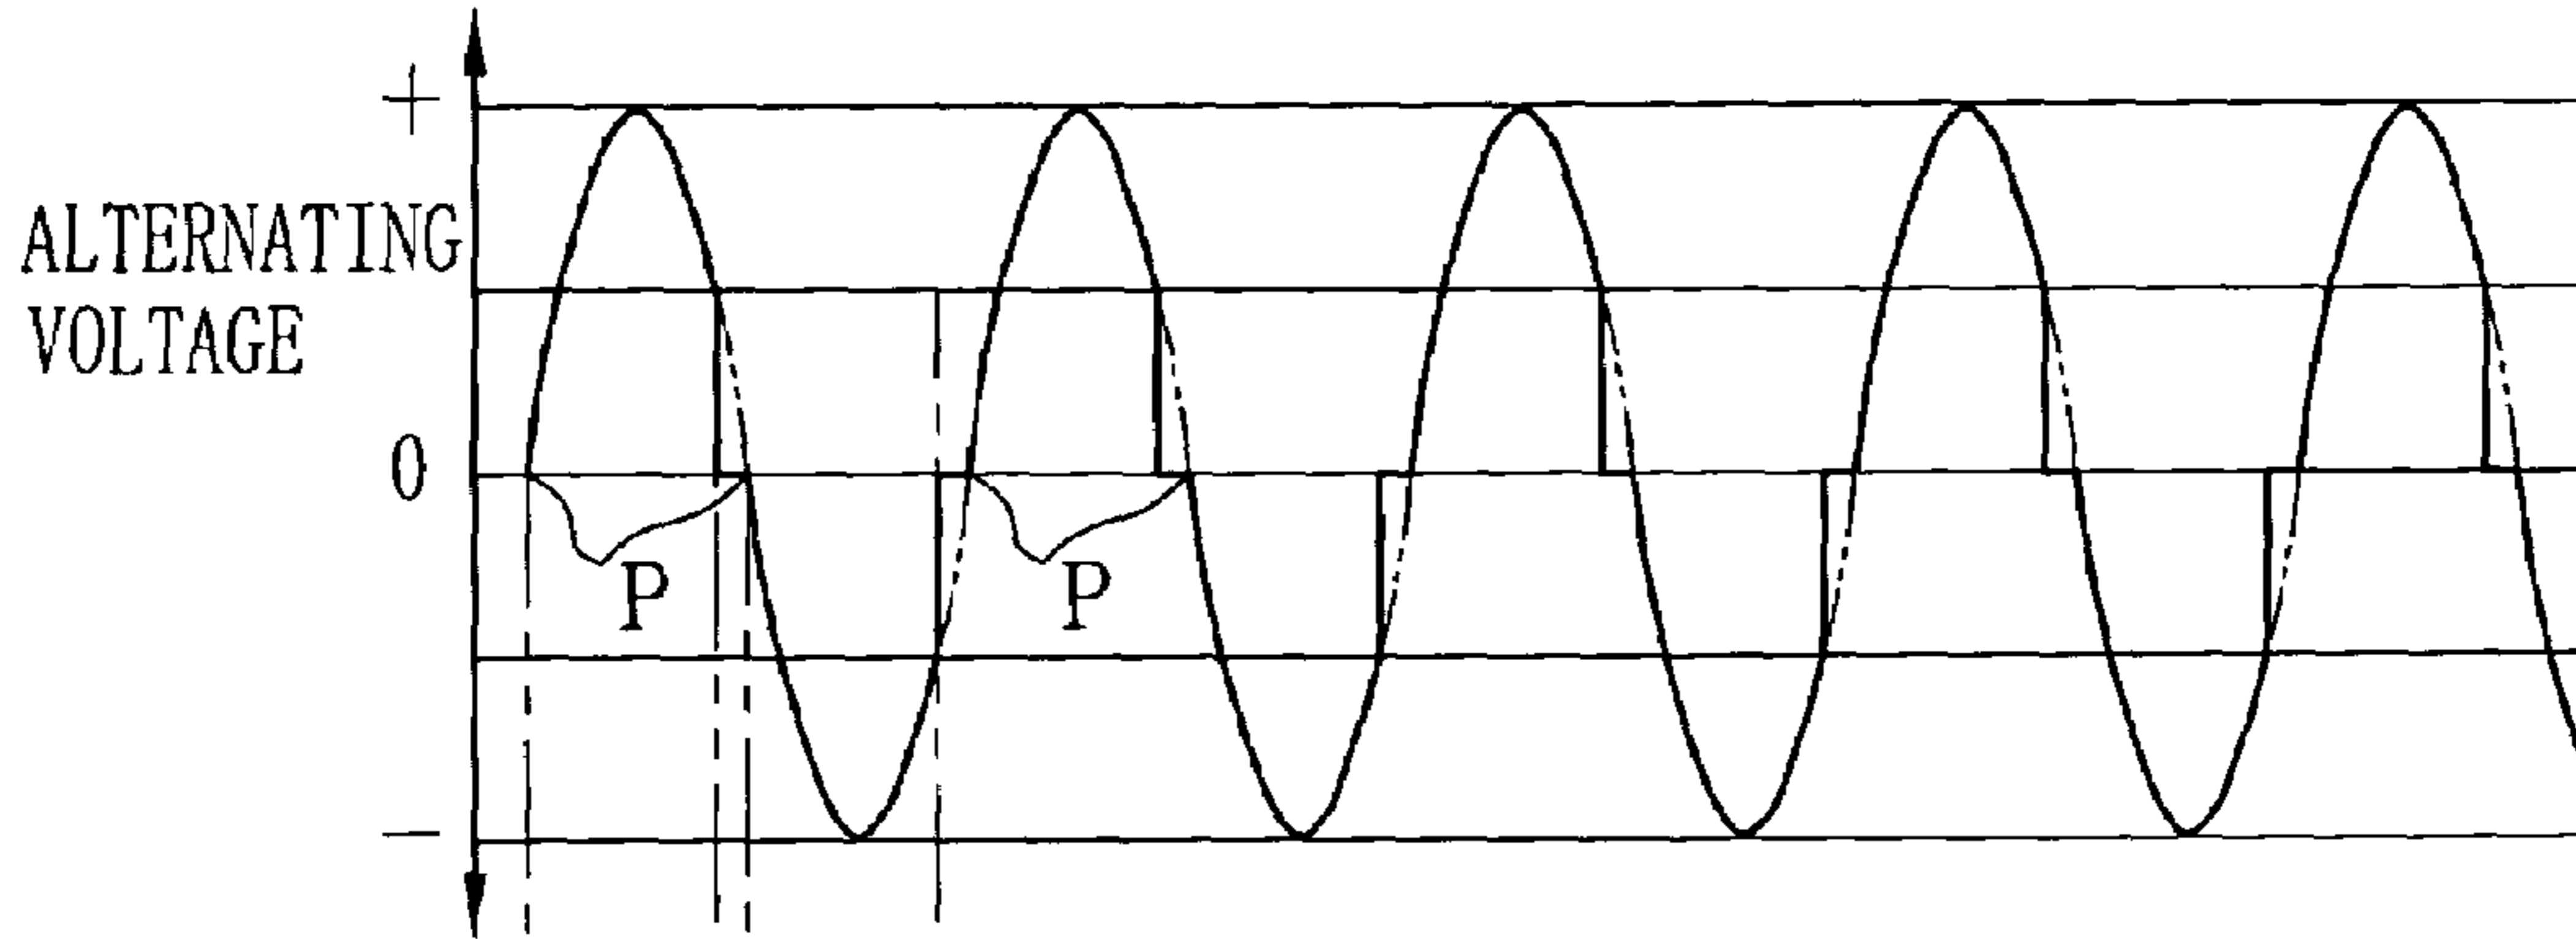 +
ALTERNATING
VOLTAGE
0
P P
−